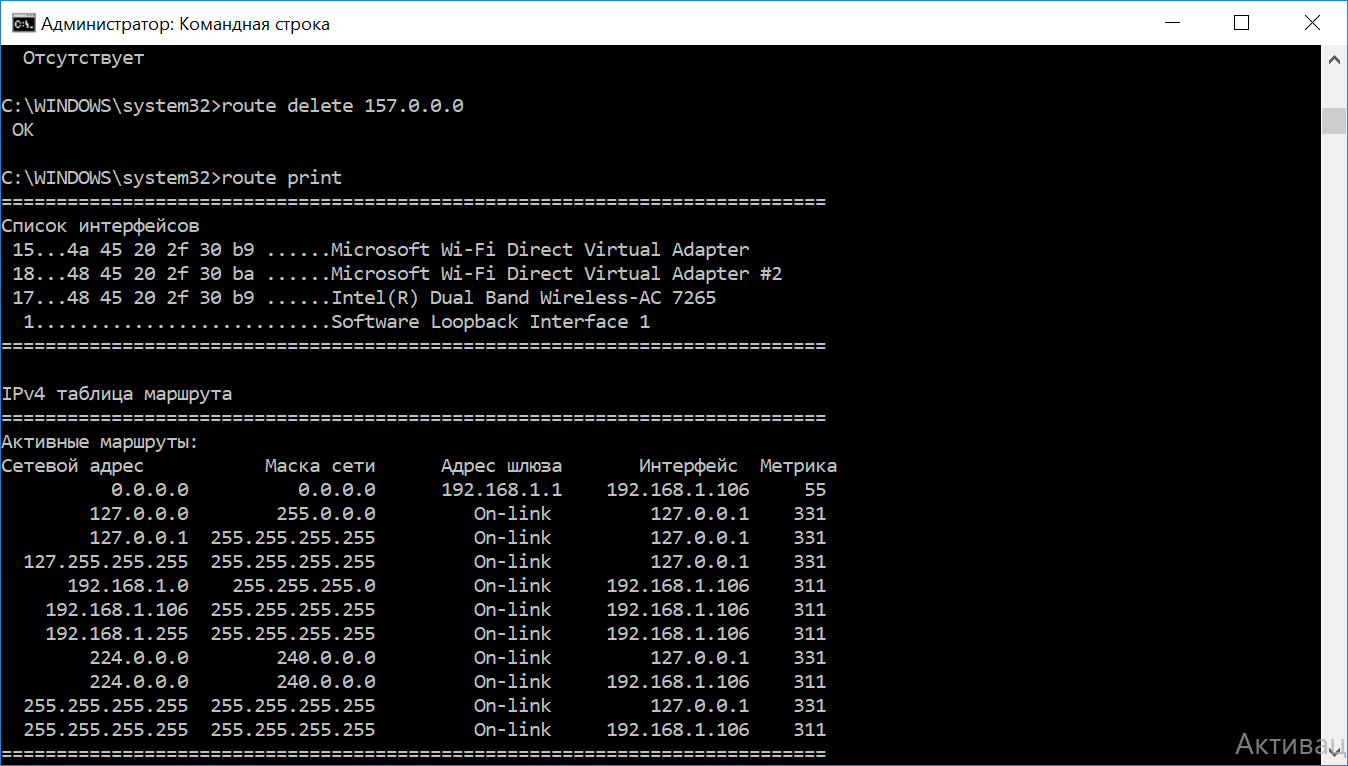 Администратор: Командная строка
Отсутствует
C:\WINDOWS\system32>route delete 157.0.0.0
OK
C:\WINDOWS\system32>route print
===========================================================================
Список интерфейсов
15...4a 45 20 2f 30 b9 ......Microsoft Wi-Fi Direct Virtual Adapter
18...48 45 20 2f 30 ba ......Microsoft Wi-Fi Direct Virtual Adapter #2
17...48 45 20 2f 30 b9 ......Intel(R) Dual Band Wireless-AC 7265
1...........................Software Loopback Interface 1
===========================================================================
IPv4 таблица маршрута
===========================================================================
Активные маршруты:
Сетевой адрес Маска сети Адрес шлюза Интерфейс Метрика
0.0.0.0 0.0.0.0 192.168.1.1 192.168.1.106 55
127.0.0.0 255.0.0.0 On-link 127.0.0.1 331
127.0.0.1 255.255.255.255 On-link 127.0.0.1 331
127.255.255.255 255.255.255.255 On-link 127.0.0.1 331
192.168.1.0 255.255.255.0 On-link 192.168.1.106 311
192.168.1.106 255.255.255.255 On-link 192.168.1.106 311
192.168.1.255 255.255.255.255 On-link 192.168.1.106 311
224.0.0.0 240.0.0.0 On-link 127.0.0.1 331
224.0.0.0 240.0.0.0 On-link 192.168.1.106 311
255.255.255.255 255.255.255.255 On-link 127.0.0.1 331
255.255.255.255 255.255.255.255 On-link 192.168.1.106 311
===========================================================================
Активац